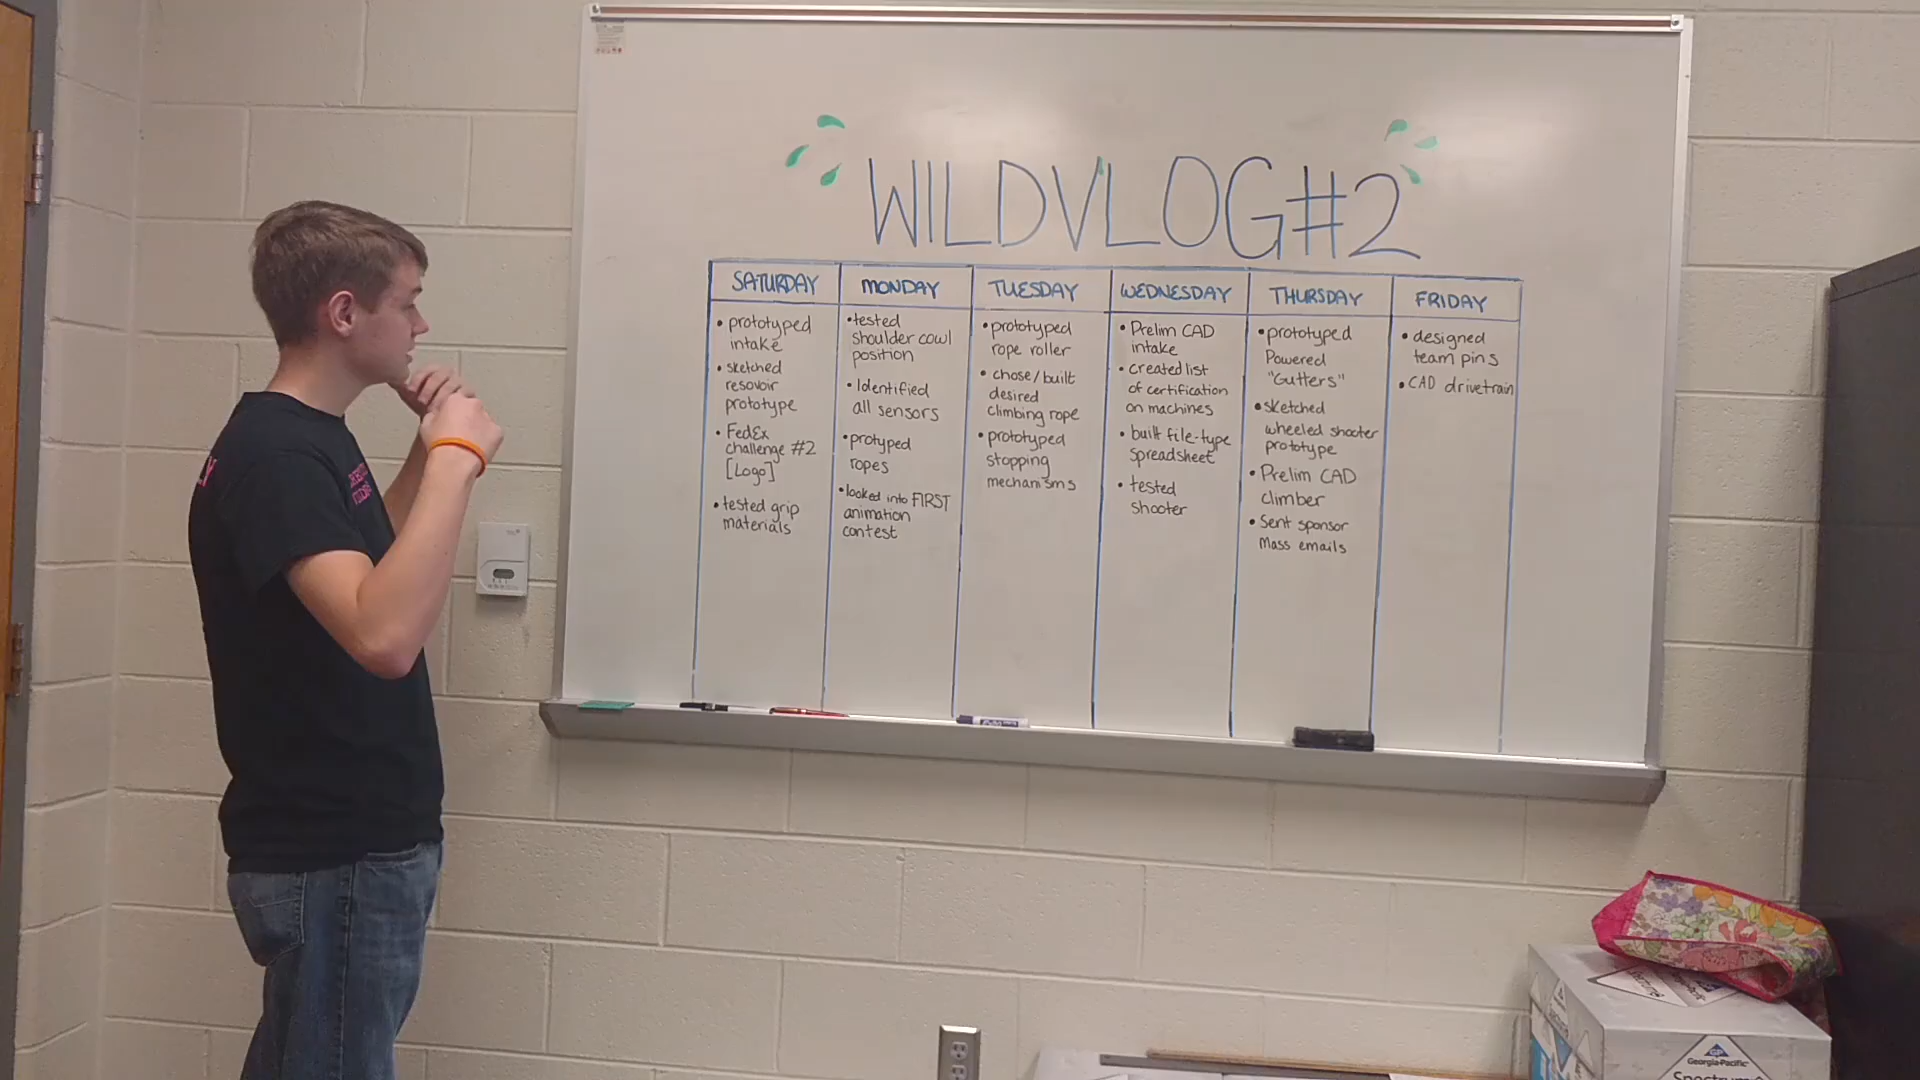 WILDVLOG#2
SATURDAY
• prototyped
intake
• sketched
resovoir
prototype
• FedEx
challenge #2
[Logo]
• tested grip
materials
MONDAY
• tested
shoulder cowl
position
• Identified
all sensors
• protyped
ropes
• looked into FIRST
animation
contest
TUESDAY
• prototyped
rope roller
• chose/built
desired
climbing rope
• prototyped
stopping
mechanisms
WEDNESDAY
• Prelim CAD
intake
• created list
of certification
on machines
• built file-type
spreadsheet
• tested
shooter
THURSDAY
• prototyped
Powered
"Gutters"
• sketched
wheeled shooter
prototype
• Prelim CAD
climber
• Sent sponsor
Mass emails
FRIDAY
• designed
team pins
• CAD drivetrain
GP
Georgia-Pacific